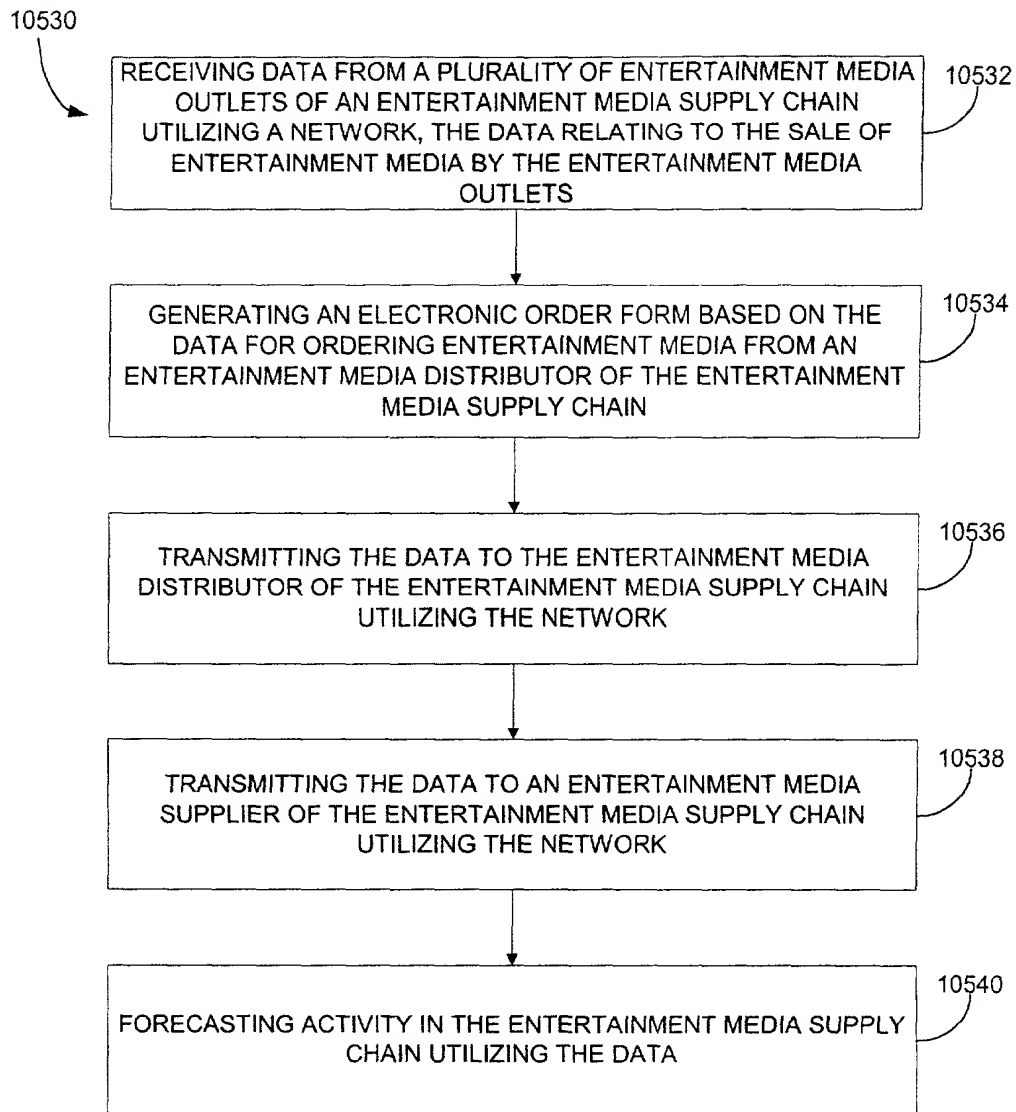 10530
RECEIVING DATA FROM A PLURALITY OF ENTERTAINMENT MEDIA
OUTLETS OF AN ENTERTAINMENT MEDIA SUPPLY CHAIN
UTILIZING A NETWORK, THE DATA RELATING TO THE SALE OF
ENTERTAINMENT MEDIA BY THE ENTERTAINMENT MEDIA
OUTLETS
10532
GENERATING AN ELECTRONIC ORDER FORM BASED ON THE
DATA FOR ORDERING ENTERTAINMENT MEDIA FROM AN
ENTERTAINMENT MEDIA DISTRIBUTOR OF THE ENTERTAINMENT
MEDIA SUPPLY CHAIN
10534
TRANSMITTING THE DATA TO THE ENTERTAINMENT MEDIA
DISTRIBUTOR OF THE ENTERTAINMENT MEDIA SUPPLY CHAIN
UTILIZING THE NETWORK
10536
TRANSMITTING THE DATA TO AN ENTERTAINMENT MEDIA
SUPPLIER OF THE ENTERTAINMENT MEDIA SUPPLY CHAIN
UTILIZING THE NETWORK
10538
FORECASTING ACTIVITY IN THE ENTERTAINMENT MEDIA SUPPLY
CHAIN UTILIZING THE DATA
10540